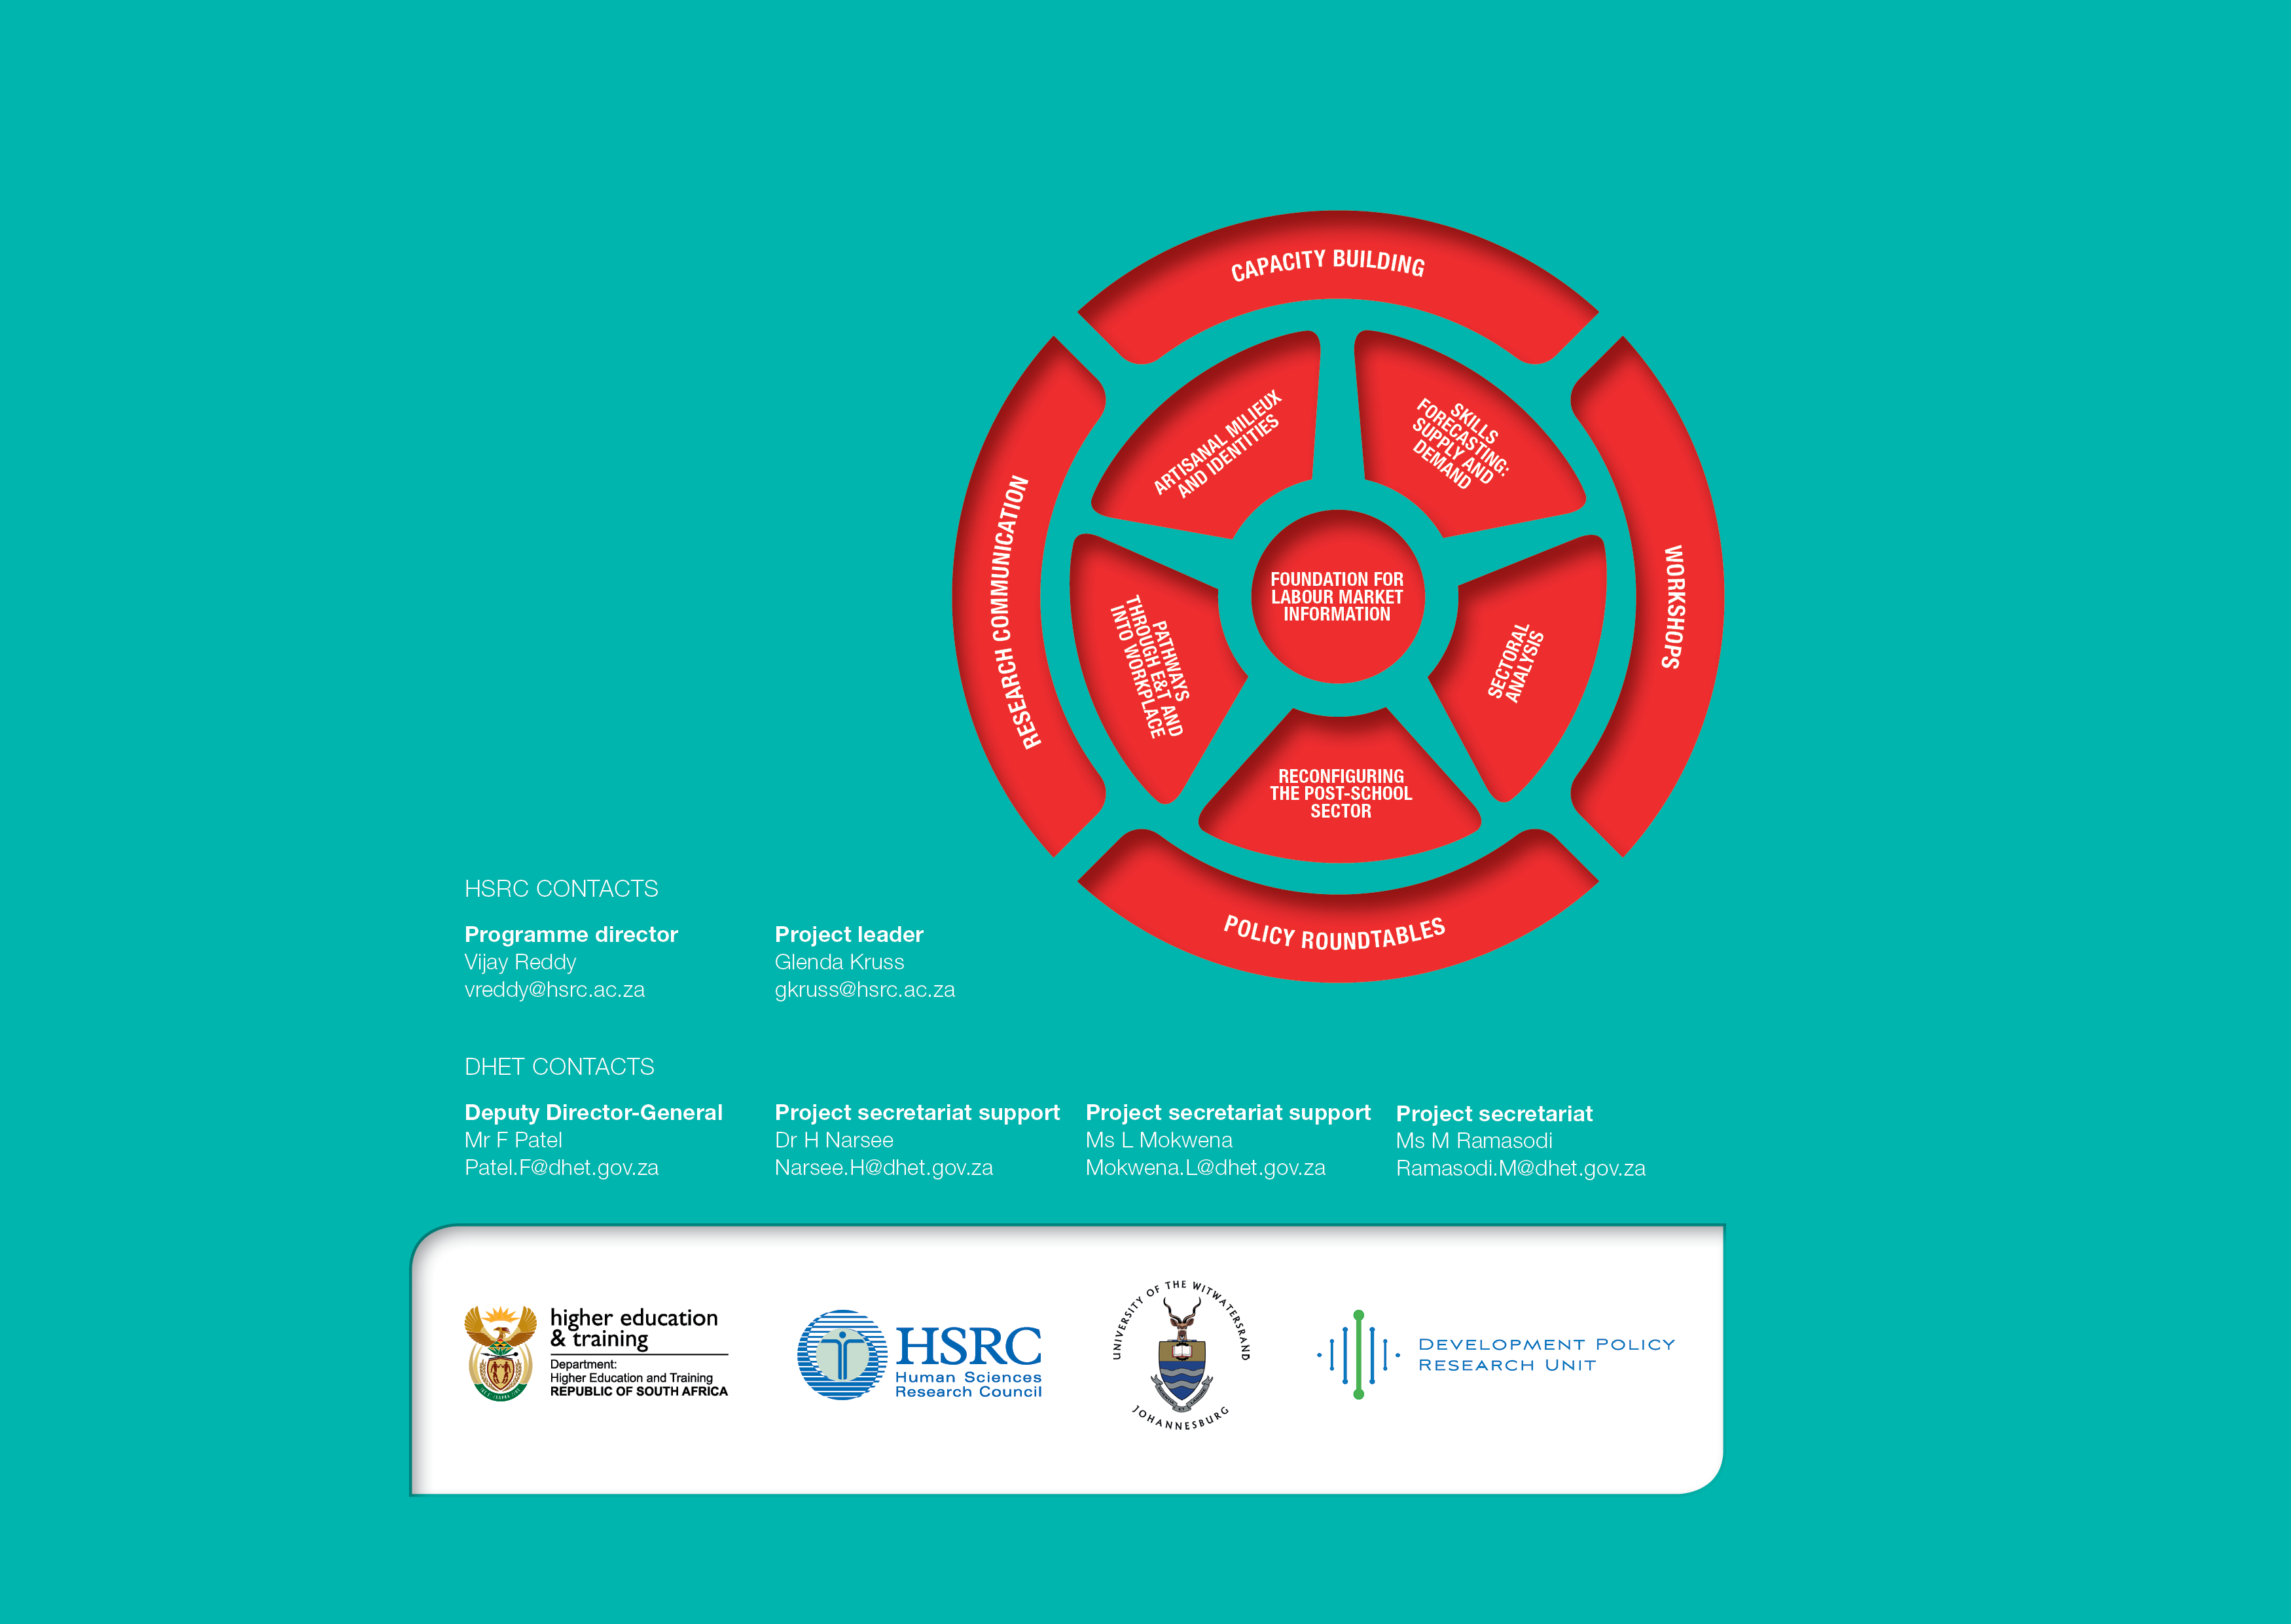 CAPACITY BUILDING
ARTISANAL MILIEUX
AND IDENTITIES
SKILLS
FORECASTING:
SUPPLY AND
DEMAND
RESEARCH COMMUNICATION
WORKSHOPS
FOUNDATION FOR
LABOUR MARKET
INFORMATION
PATHWAYS
THROUGH E&T AND
INTO WORKPLACE
SECTORAL
ANALYSIS
RECONFIGURING
THE POST-SCHOOL
SECTOR
POLICY ROUNDTABLES
HSRC CONTACTS
Programme director
Vijay Reddy
vreddy@hsrc.ac.za
Project leader
Glenda Kruss
gkruss@hsrc.ac.za
DHET CONTACTS
Deputy Director-General
Mr F Patel
Patel.F@dhet.gov.za
Project secretariat support
Dr H Narsee
Narsee.H@dhet.gov.za
Project secretariat support
Ms L Mokwena
Mokwena.L@dhet.gov.za
Project secretariat
Ms M Ramasodi
Ramasodi.M@dhet.gov.za
higher education
& training
Department:
Higher Education and Training
REPUBLIC OF SOUTH AFRICA
HSRC
Human Sciences
Research Council
UNIVERSITY OF THE WITWATERSRAND
JOHANNESBURG
DEVELOPMENT POLICY
RESEARCH UNIT